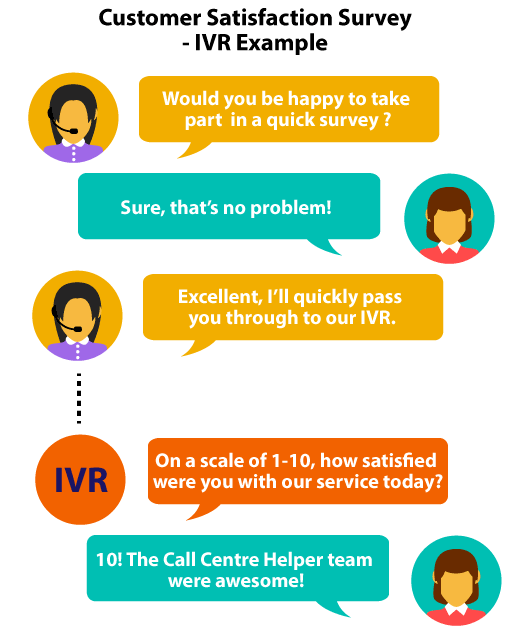 Customer Satisfaction Survey
- IVR Example
Would you be happy to take
part in a quick survey ?
Sure, that's no problem!
Excellent, I'll quickly pass
you through to our IVR.
IVR
On a scale of 1-10, how satisfied
were you with our service today?
10! The Call Centre Helper team
were awesome!